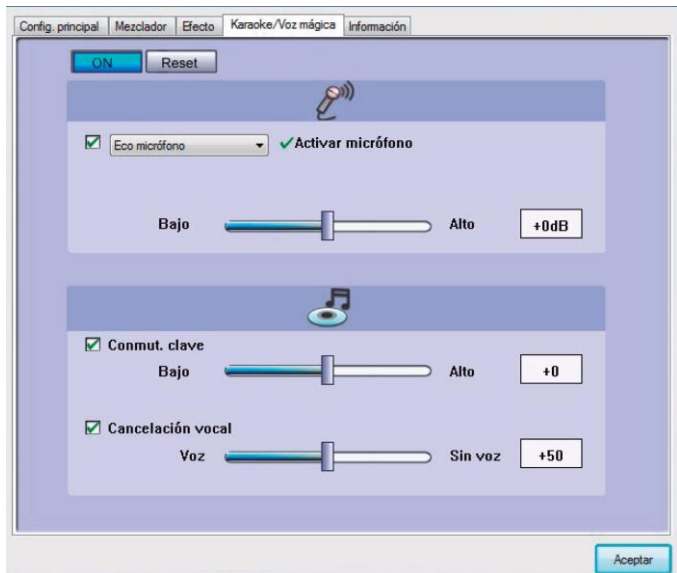 Config. principal Mezclador Efecto Karaoke/Voz mágica Información
ON Reset
Eco micrófono Activar micrófono
Bajo Alto +0dB
Conmut. clave
Bajo Alto +0
Cancelación vocal
Voz Sin voz +50
Aceptar